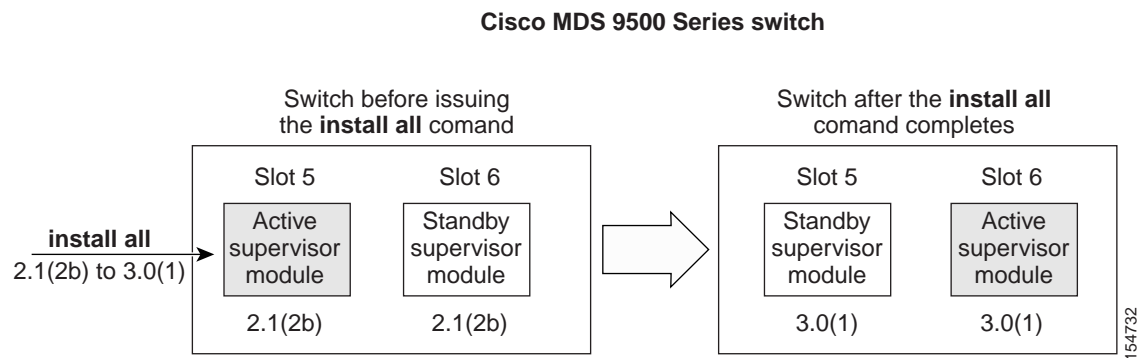 Cisco MDS 9500 Series switch
Switch before issuing
the install all comand
Switch after the install all
comand completes
install all
2.1(2b) to 3.0(1)
Slot 5
Active
supervisor
module
2.1(2b)
Slot 6
Standby
supervisor
module
2.1(2b)
Slot 5
Standby
supervisor
module
3.0(1)
Slot 6
Active
supervisor
module
3.0(1)
154732